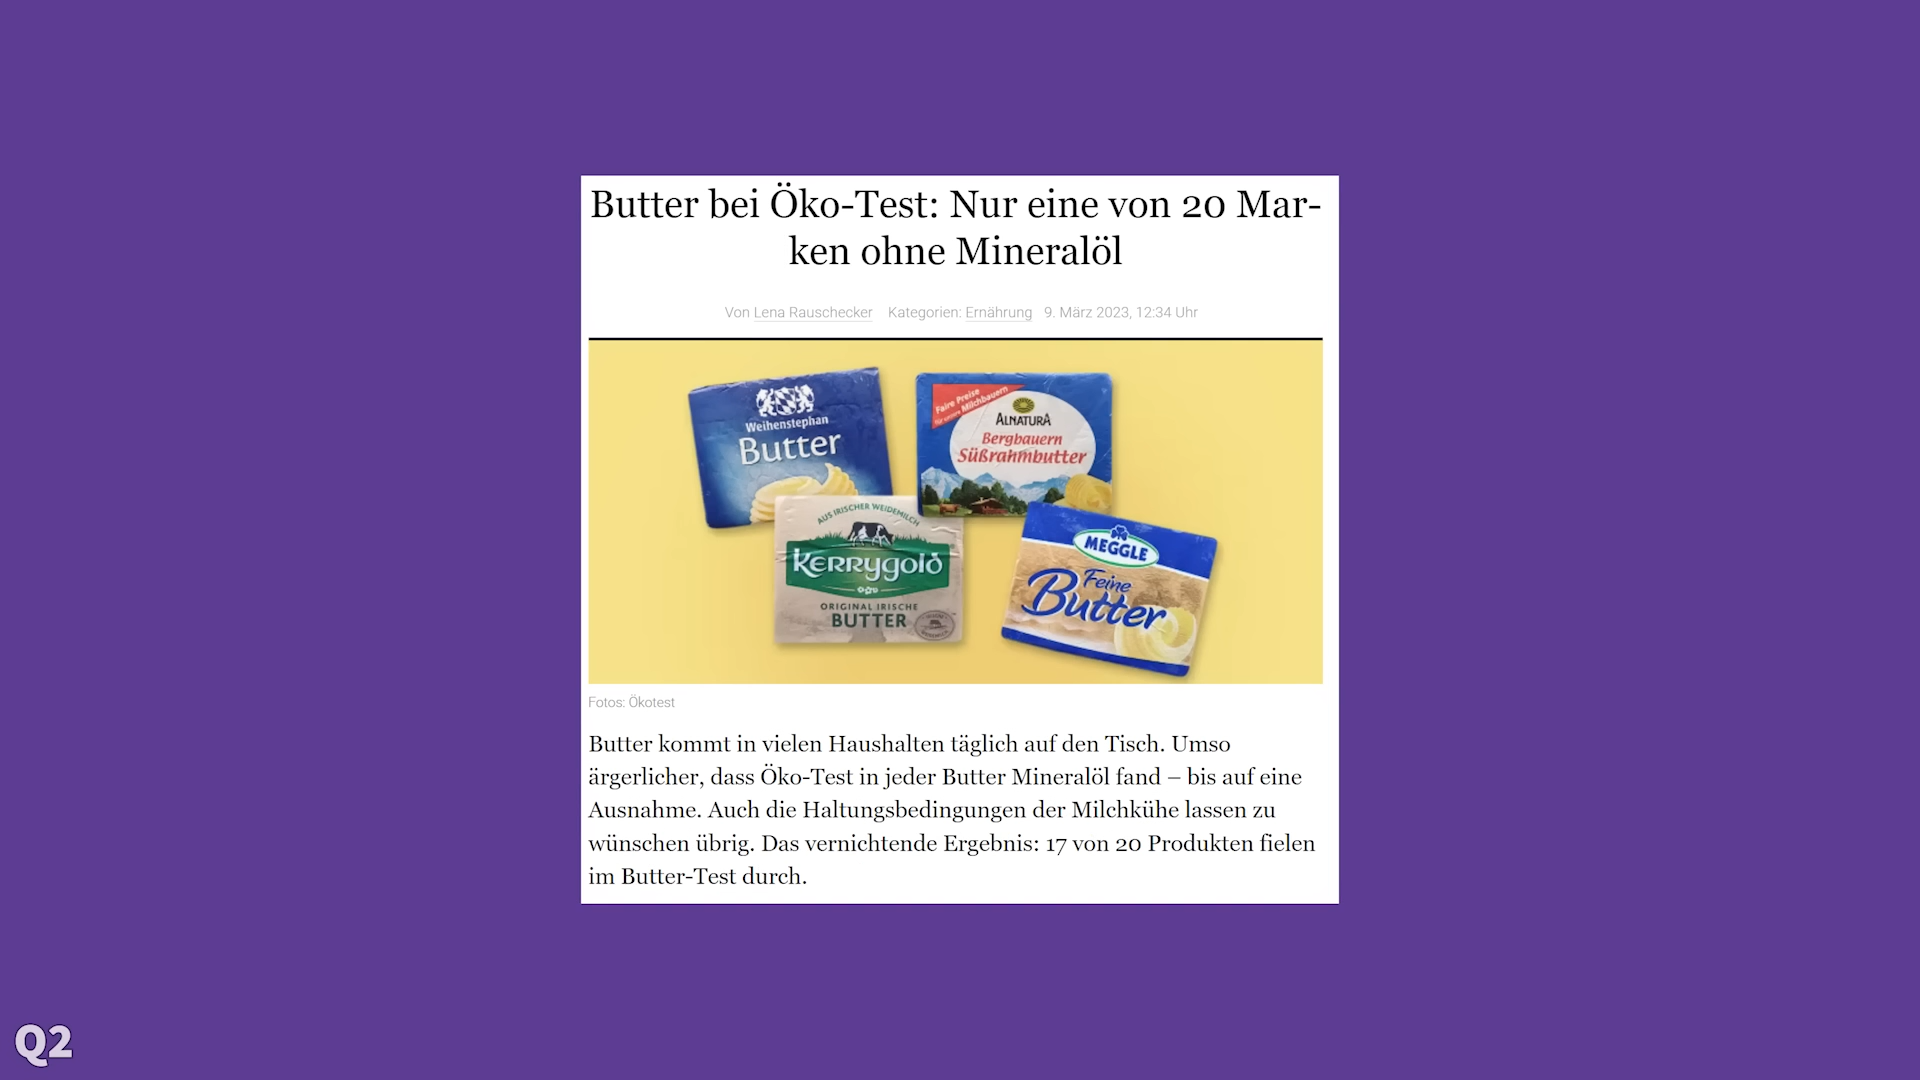 Butter bei Öko-Test: Nur eine von 20 Mar-
ken ohne Mineralöl
Von Lena Rauschecker Kategorien: Ernährung 9. März 2023, 12:34 Uhr
Weihenstephan
Butter
Faire Preise
für unsere Milchbauern
ALNATURA
Bergbauern
Süßrahmbutter
AUS IRISCHER WEIDEMILCH
Kerrygold
ORIGINAL IRISCHE
BUTTER
MEGGLE
Feine
Butter
Fotos: Ökotest
Butter kommt in vielen Haushalten täglich auf den Tisch. Umso
ärgerlicher, dass Öko-Test in jeder Butter Mineralöl fand – bis auf eine
Ausnahme. Auch die Haltungsbedingungen der Milchkühe lassen zu
wünschen übrig. Das vernichtende Ergebnis: 17 von 20 Produkten fielen
im Butter-Test durch.
Q2